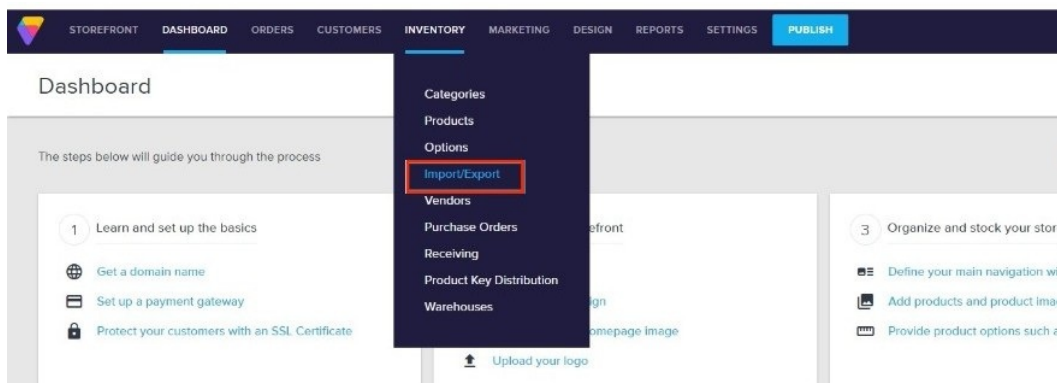 STOREFRONT DASHBOARD ORDERS CUSTOMERS INVENTORY MARKETING DESIGN REPORTS SETTINGS PUBLISH
Dashboard
Categories
Products
Options
Import/Export
Vendors
Purchase Orders
Receiving
Product Key Distribution
Warehouses
The steps below will guide you through the process
1 Learn and set up the basics
Get a domain name
Set up a payment gateway
Protect your customers with an SSL Certificate
efront
ign
omepage image
Upload your logo
3 Organize and stock your stor
Define your main navigation wi
Add products and product ima
Provide product options such a